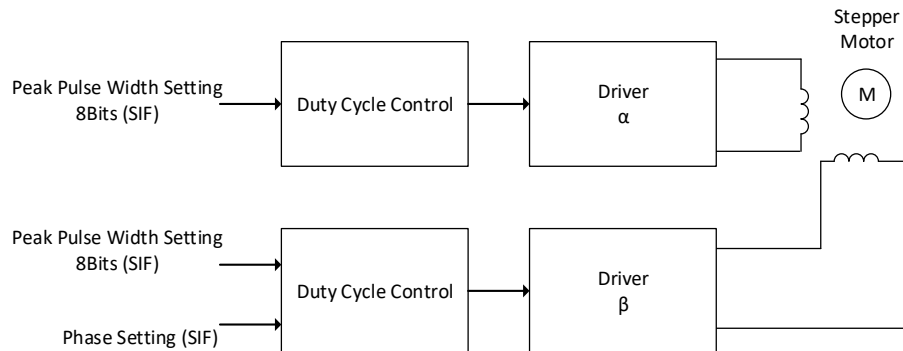 Stepper
Motor
Peak Pulse Width Setting
8Bits (SIF)
Duty Cycle Control
Driver
α
M
Peak Pulse Width Setting
8Bits (SIF)
Phase Setting (SIF)
Duty Cycle Control
Driver
β